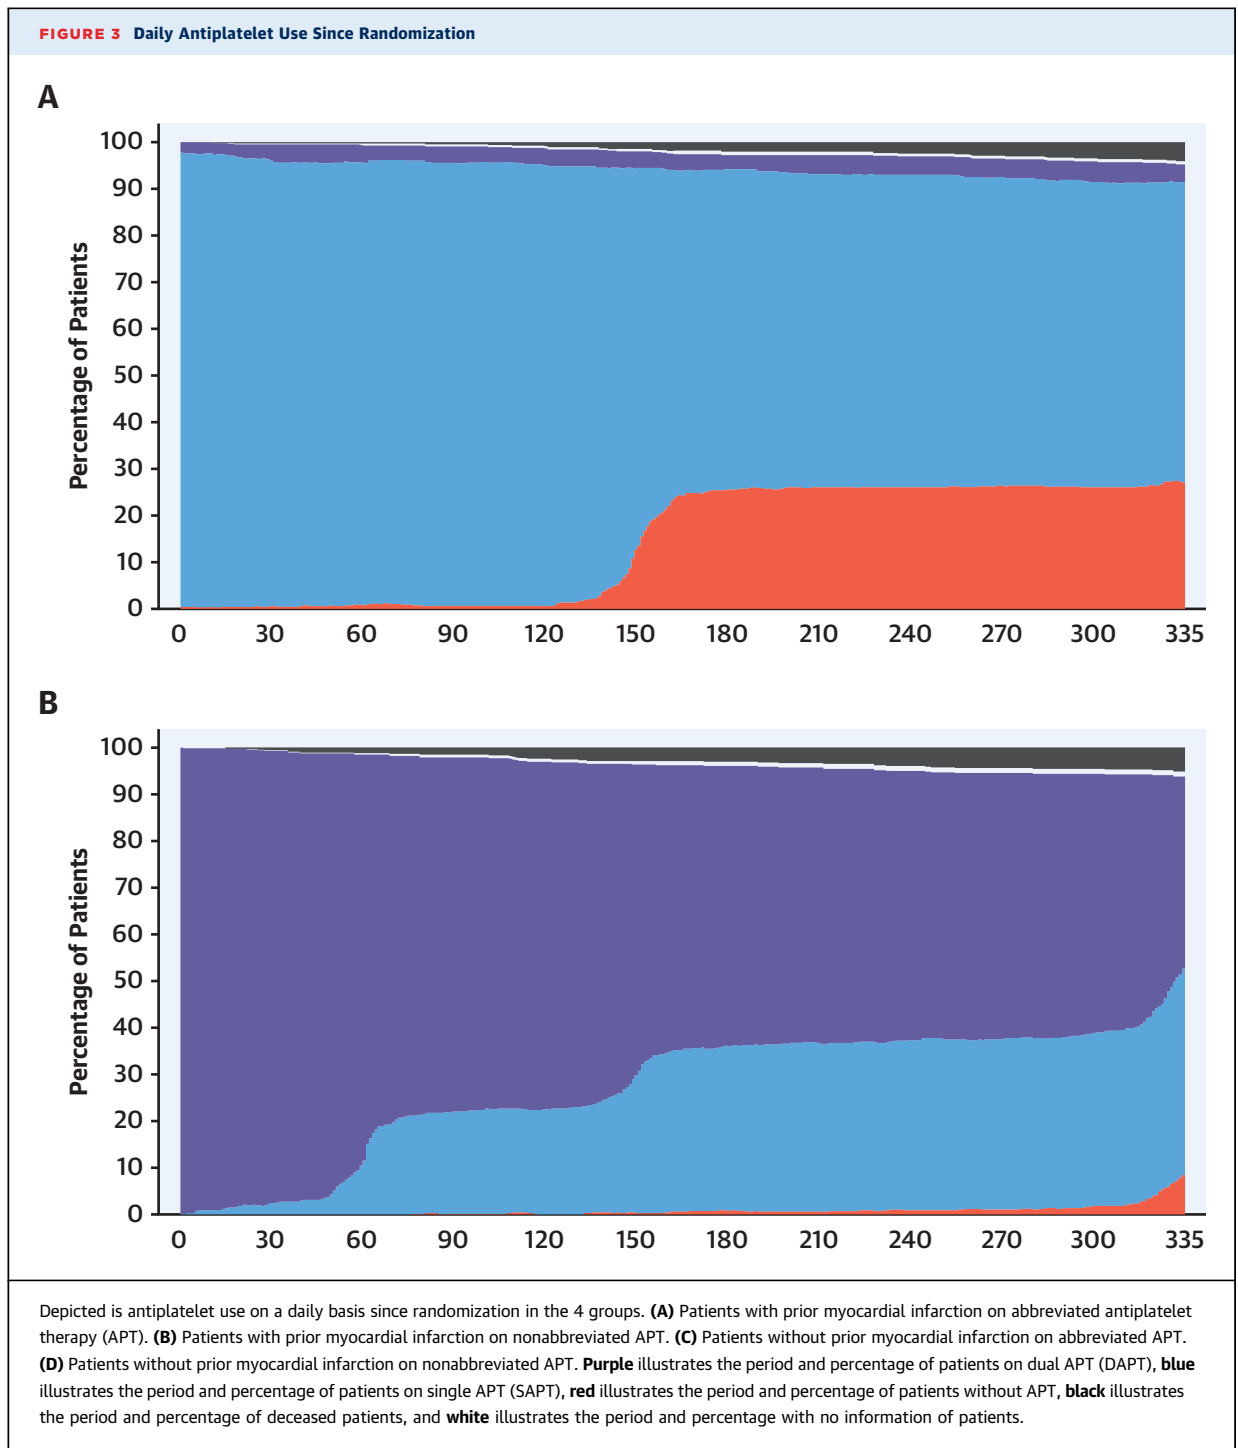 FIGURE 3 Daily Antiplatelet Use Since Randomization
A
100
90
80
70
60
50
40
30
20
10
0
Percentage of Patients
0 30 60 90 120 150 180 210 240 270 300 335
B
100
90
80
70
60
50
40
30
20
10
0
Percentage of Patients
0 30 60 90 120 150 180 210 240 270 300 335
Depicted is antiplatelet use on a daily basis since randomization in the 4 groups. (A) Patients with prior myocardial infarction on abbreviated antiplatelet
therapy (APT). (B) Patients with prior myocardial infarction on nonabbreviated APT. (C) Patients without prior myocardial infarction on abbreviated APT.
(D) Patients without prior myocardial infarction on nonabbreviated APT. Purple illustrates the period and percentage of patients on dual APT (DAPT), blue
illustrates the period and percentage of patients on single APT (SAPT), red illustrates the period and percentage of patients without APT, black illustrates
the period and percentage of deceased patients, and white illustrates the period and percentage with no information of patients.